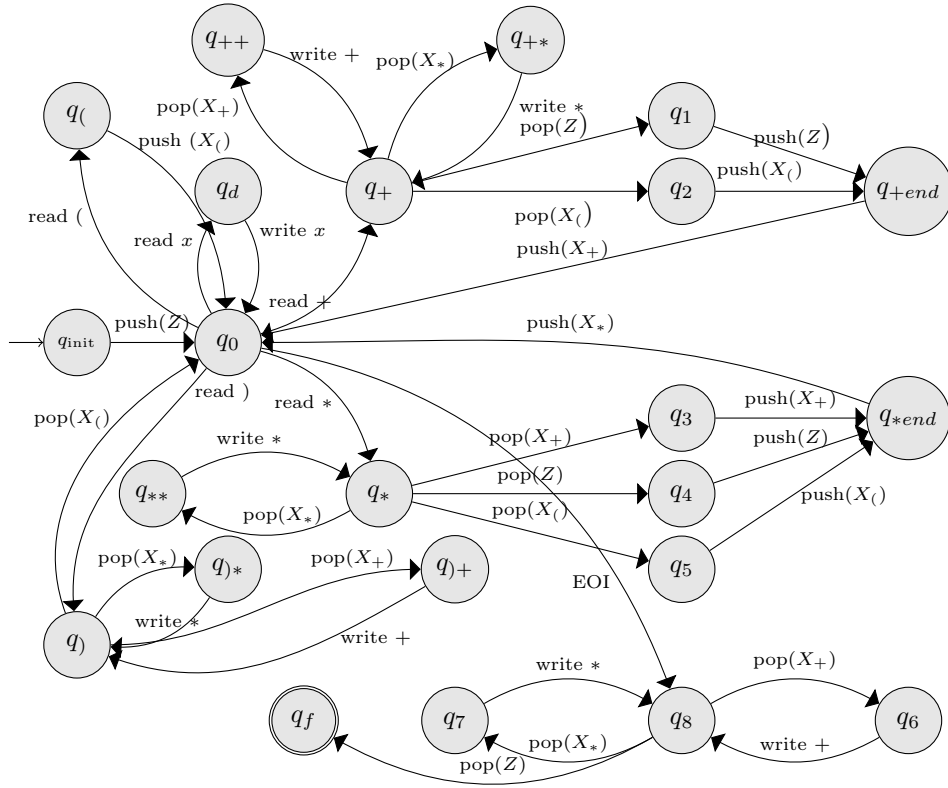 q++
q+*
write +
pop(X*)
q(
pop(X+)
write *
pop(Z)
q1
push (X()
push(Z)
qd
q+
q2
push(X()
q+end
read (
read x
write x
pop(X()
push(X+)
read +
push(Z)
push(X*)
qinit
q0
read )
pop(X()
read *
q3
push(X+)
q*end
write *
pop(X+)
push(Z)
q**
q*
pop(Z)
q4
pop(X*)
pop(X()
push(X()
pop(X*)
q)*
pop(X+)
q)+
q5
EOI
write *
write +
q)
write *
pop(X+)
qf
q7
q8
q6
pop(X*)
write +
pop(Z)